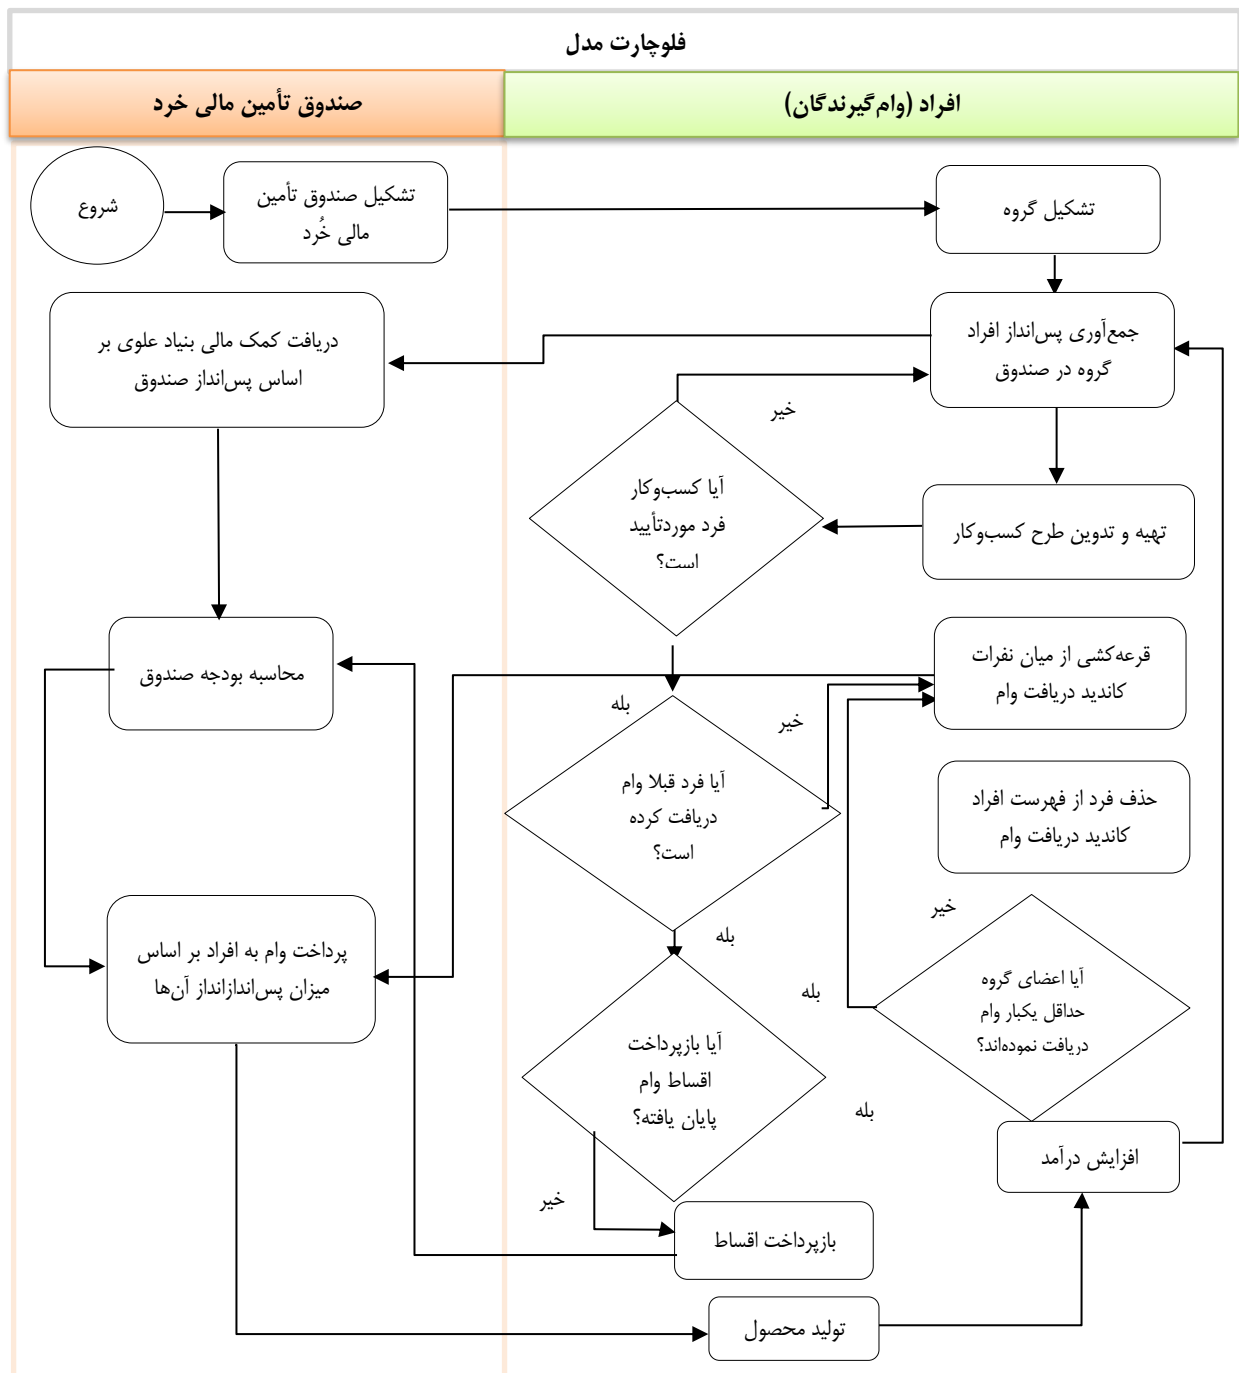 فلوچارت مدل
افراد (وام‌گیرندگان)
صندوق تأمین مالی خرد
شروع
تشکیل صندوق تأمین
مالی خُرد
تشکیل گروه
جمع‌آوری پس‌انداز افراد
گروه در صندوق
دریافت کمک مالی بنیاد علوی بر
اساس پس‌انداز صندوق
خیر
آیا کسب‌وکار
فرد موردتأیید
است؟
تهیه و تدوین طرح کسب‌وکار
قرعه‌کشی از میان نفرات
کاندید دریافت وام
محاسبه بودجه صندوق
بله
خیر
آیا فرد قبلا وام
دریافت کرده
است؟
حذف فرد از فهرست افراد
کاندید دریافت وام
خیر
بله
پرداخت وام به افراد بر اساس
میزان پس‌اندازانداز آن‌ها
بله
آیا اعضای گروه
حداقل یکبار وام
دریافت نموده‌اند؟
آیا بازپرداخت
اقساط وام
پایان یافته؟
بله
افزایش درآمد
خیر
بازپرداخت اقساط
تولید محصول